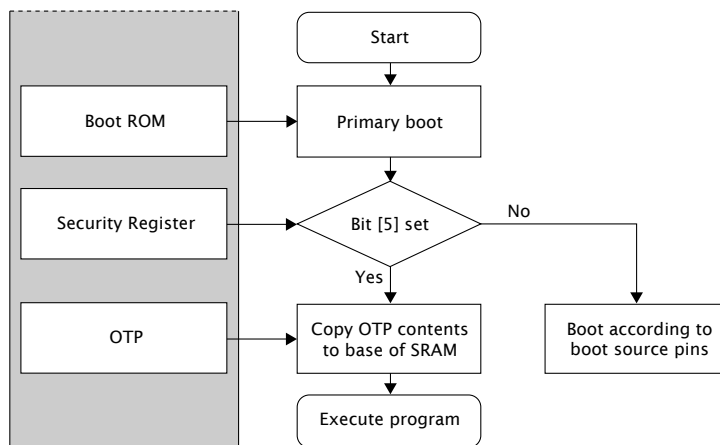 Start
Boot ROM
Primary boot
Security Register
Bit [5] set
No
Yes
OTP
Copy OTP contents
to base of SRAM
Boot according to
boot source pins
Execute program